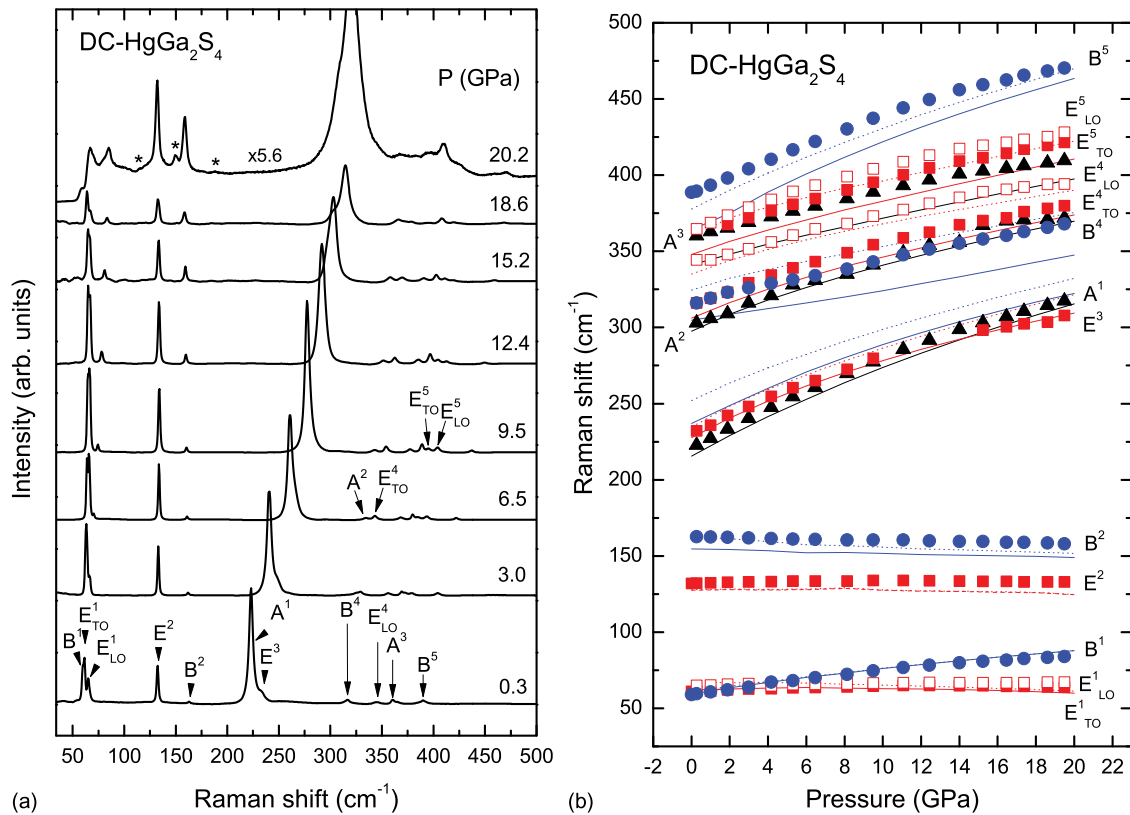 DC-HgGa₂S₄
P (GPa)
*
*
*
x5.6
20.2
18.6
15.2
12.4
E⁵TO
E⁵LO
9.5
A²
E⁴TO
6.5
3.0
E¹TO
B¹
E¹LO
E²
B²
A¹
E³
B⁴
E⁴LO
A³
B⁵
0.3
Intensity (arb. units)
50 100 150 200 250 300 350 400 450 500
Raman shift (cm⁻¹)
(a)
DC-HgGa₂S₄
500
450
400
350
300
250
200
150
100
50
B⁵
E⁵LO
E⁵TO
E⁴LO
E⁴TO
B⁴
A³
A²
A¹
E³
B²
E²
B¹
E¹LO
E¹TO
Raman shift (cm⁻¹)
-2 0 2 4 6 8 10 12 14 16 18 20 22
Pressure (GPa)
(b)